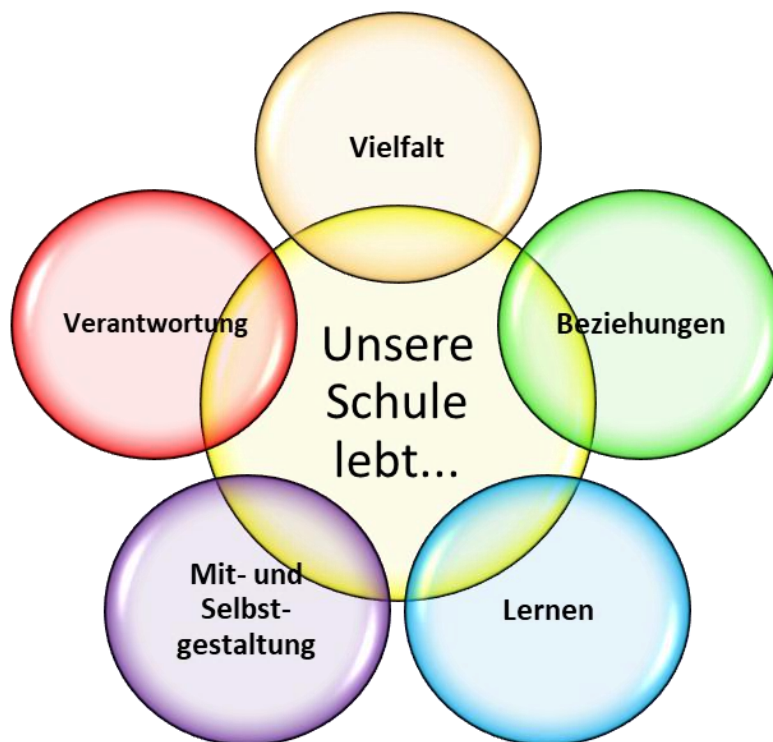 Vielfalt
Verantwortung
Beziehungen
Unsere
Schule
lebt...
Mit- und
Selbst-
gestaltung
Lernen